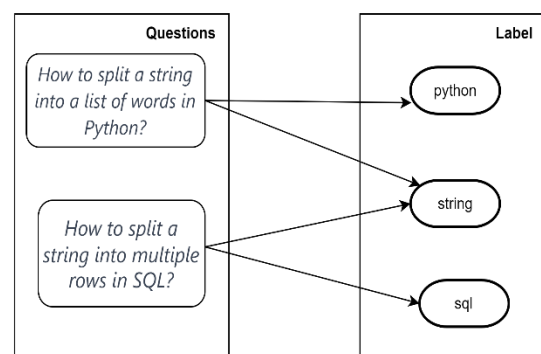 Questions
How to split a string
into a list of words in
Python?
How to split a
string into multiple
rows in SQL?
Label
python
string
sql